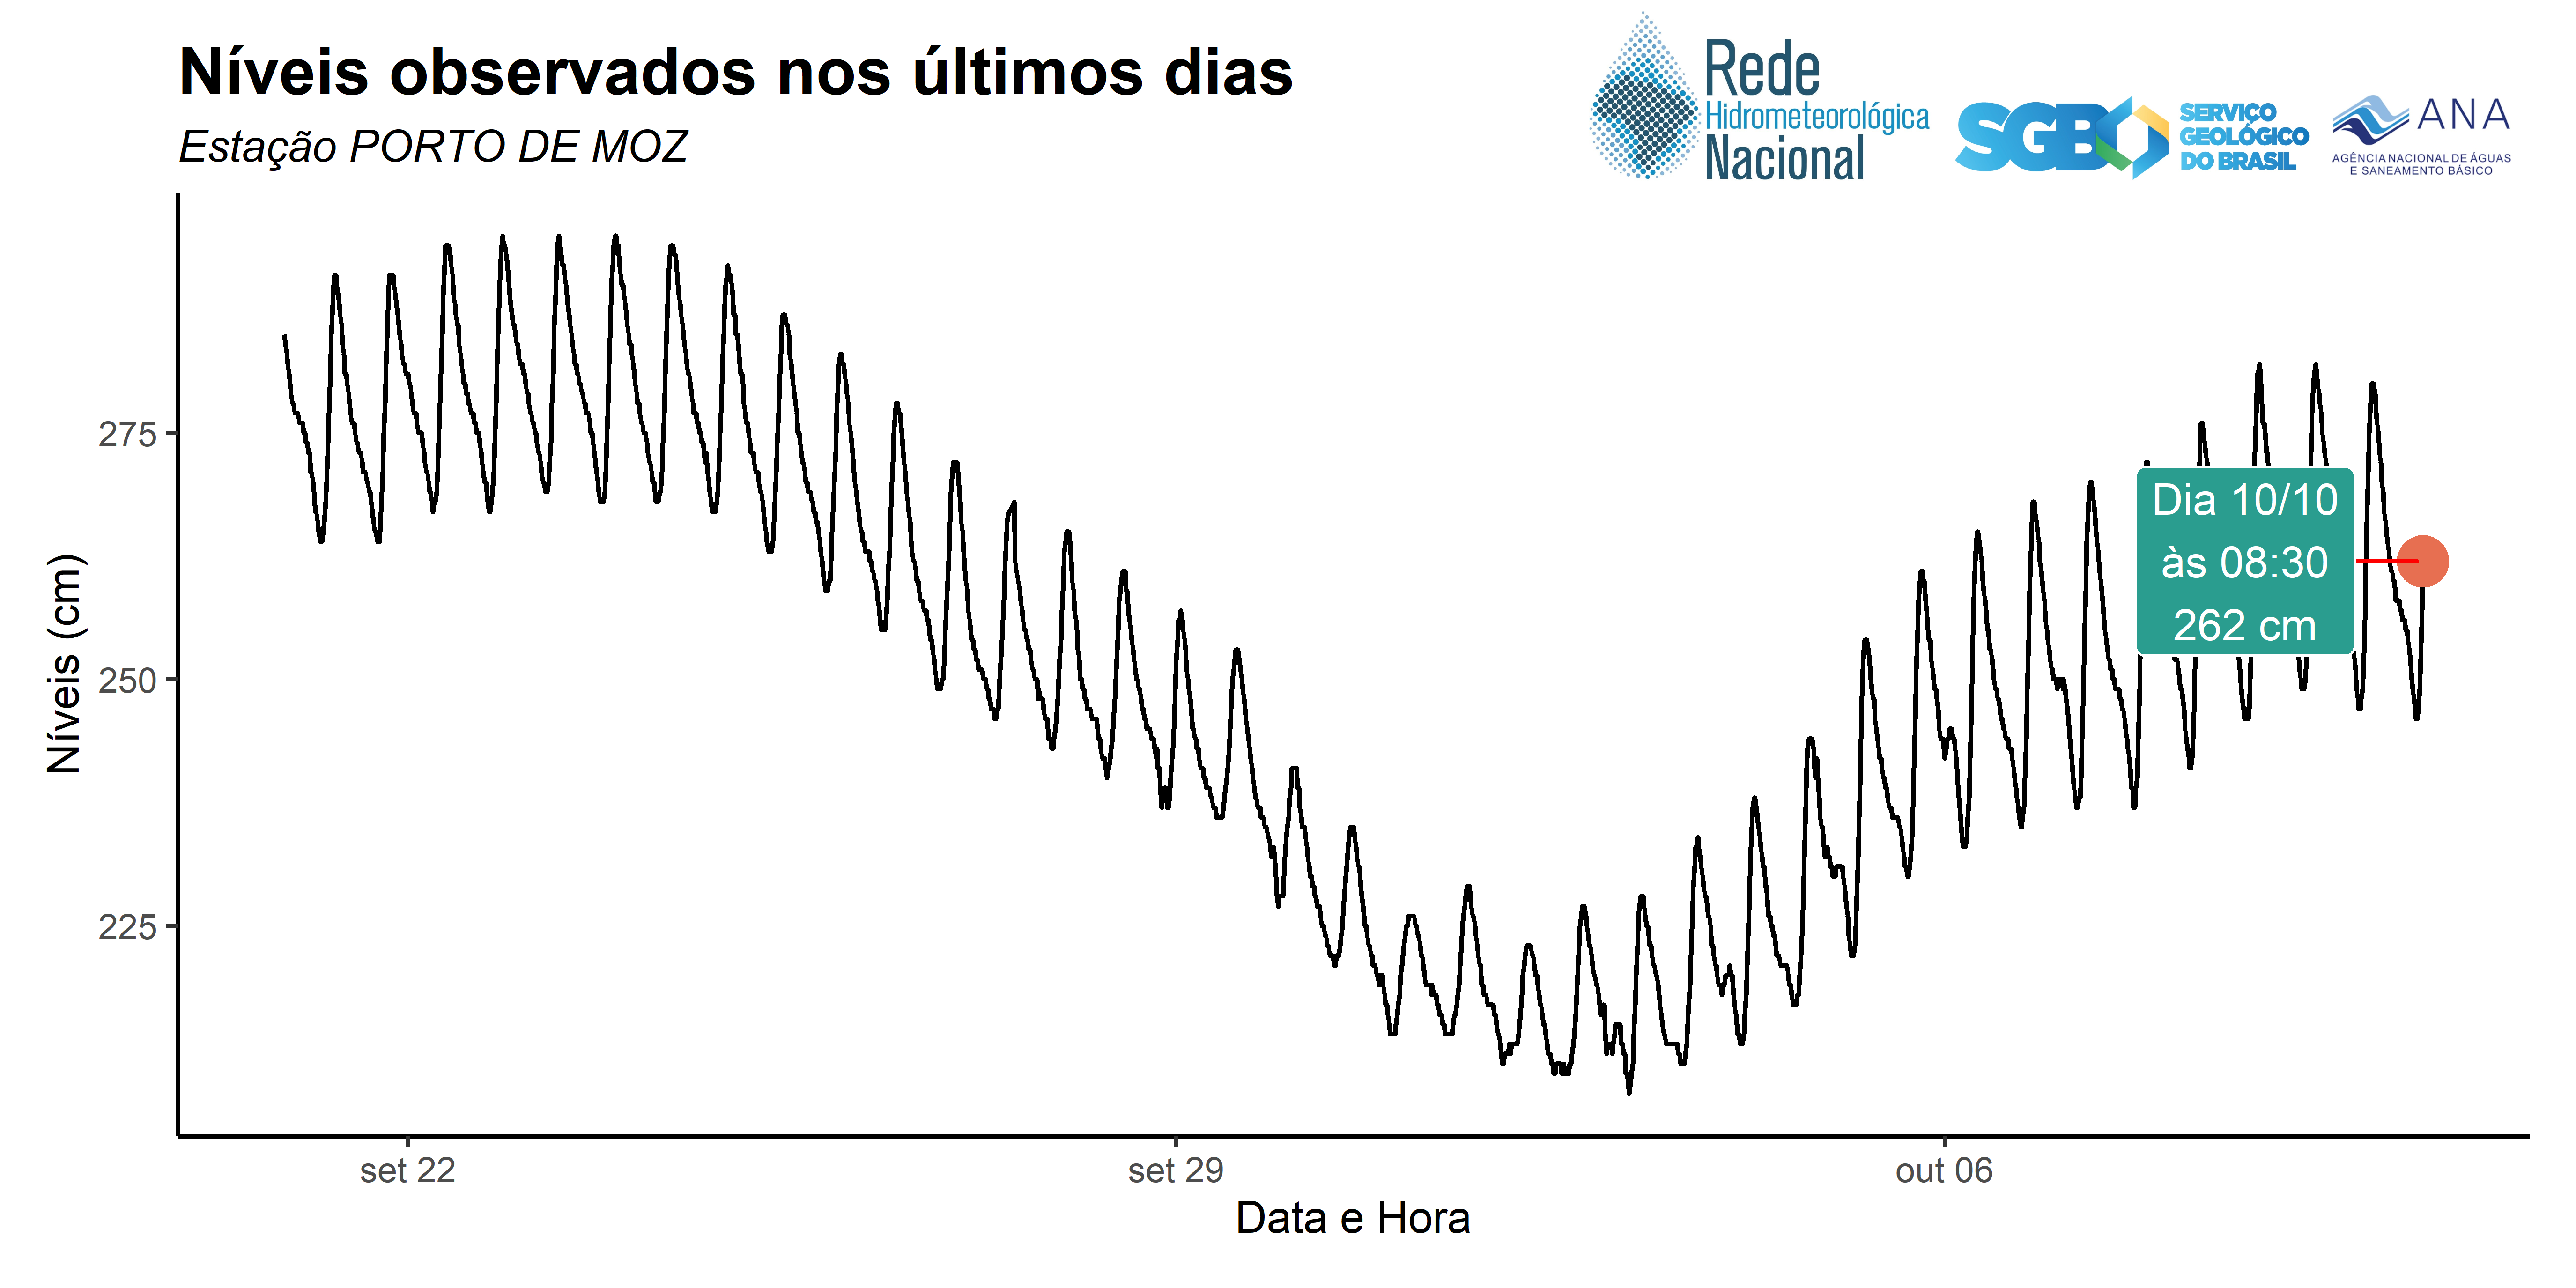 Níveis observados nos últimos dias
Estação PORTO DE MOZ
Rede
Hidrometeorológica
Nacional
SGB
SERVIÇO
GEOLÓGICO
DO BRASIL
ANA
AGÊNCIA NACIONAL DE ÁGUAS
E SANEAMENTO BÁSICO
Níveis (cm)
275
250
225
Dia 10/10
às 08:30
262 cm
set 22
set 29
out 06
Data e Hora